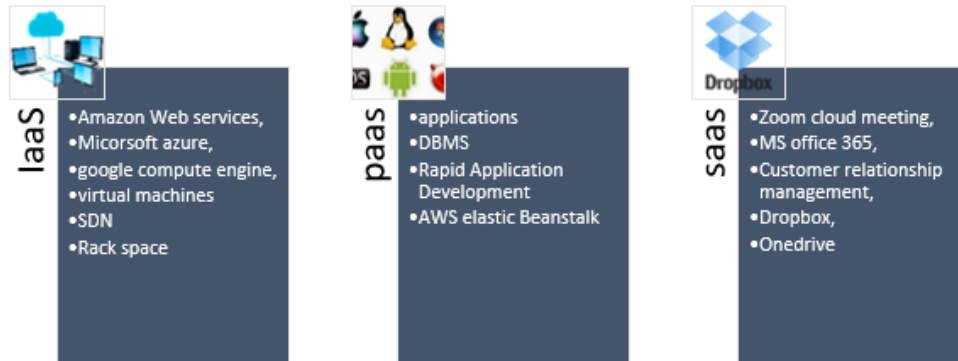 IaaS
•Amazon Web services,
•Micorsoft azure,
•google compute engine,
•virtual machines
•SDN
•Rack space
paas
•applications
•DBMS
•Rapid Application
Development
•AWS elastic Beanstalk
Dropbox
saas
•Zoom cloud meeting,
•MS office 365,
•Customer relationship
management,
•Dropbox,
•Onedrive